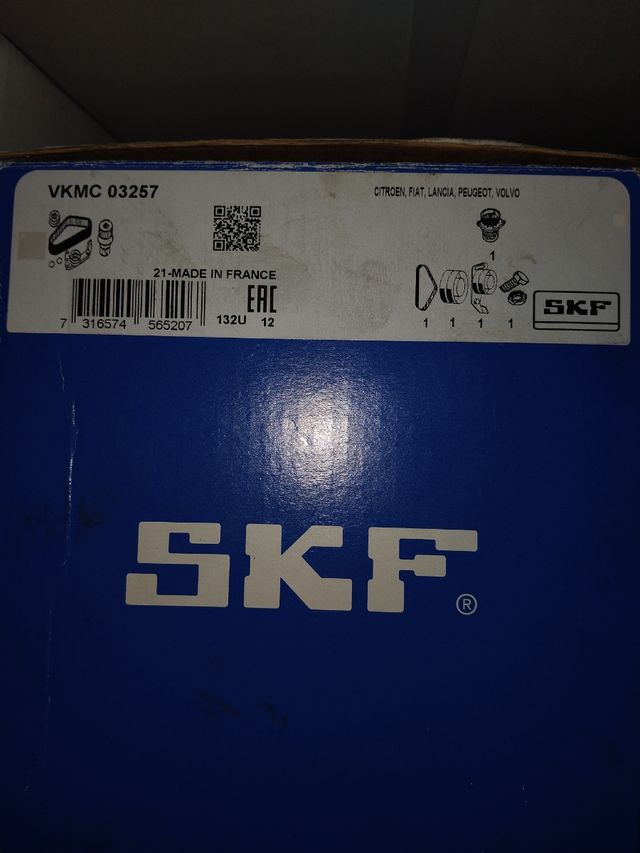 VKMC 03257
CITROEN, FIAT, LANCIA, PEUGEOT, VOLVO
1
21-MADE IN FRANCE
EAC
7 316574 565207
132U 12
1 1 1 1
SKF
SKF®